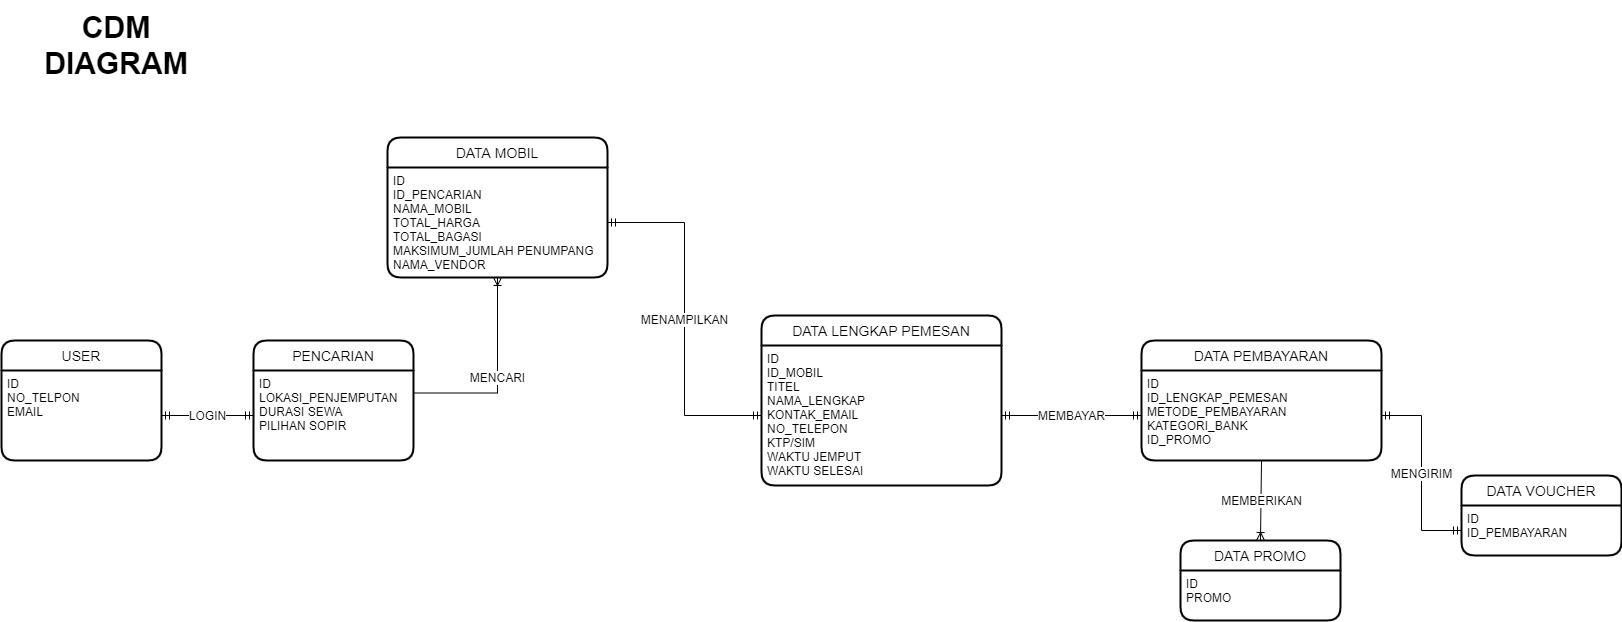 CDM
DIAGRAM
DATA MOBIL
ID
ID_PENCARIAN
NAMA_MOBIL
TOTAL_HARGA
TOTAL_BAGASI
MAKSIMUM_JUMLAH PENUMPANG
NAMA_VENDOR
MENAMPILKAN
MENCARI
USER
ID
NO_TELPON
EMAIL
LOGIN
PENCARIAN
ID
LOKASI_PENJEMPUTAN
DURASI SEWA
PILIHAN SOPIR
DATA LENGKAP PEMESAN
ID
ID_MOBIL
TITEL
NAMA_LENGKAP
KONTAK_EMAIL
NO_TELEPON
KTP/SIM
WAKTU JEMPUT
WAKTU SELESAI
MEMBAYAR
DATA PEMBAYARAN
ID
ID_LENGKAP_PEMESAN
METODE_PEMBAYARAN
KATEGORI_BANK
ID_PROMO
MENGIRIM
MEMBERIKAN
DATA VOUCHER
ID
ID_PEMBAYARAN
DATA PROMO
ID
PROMO